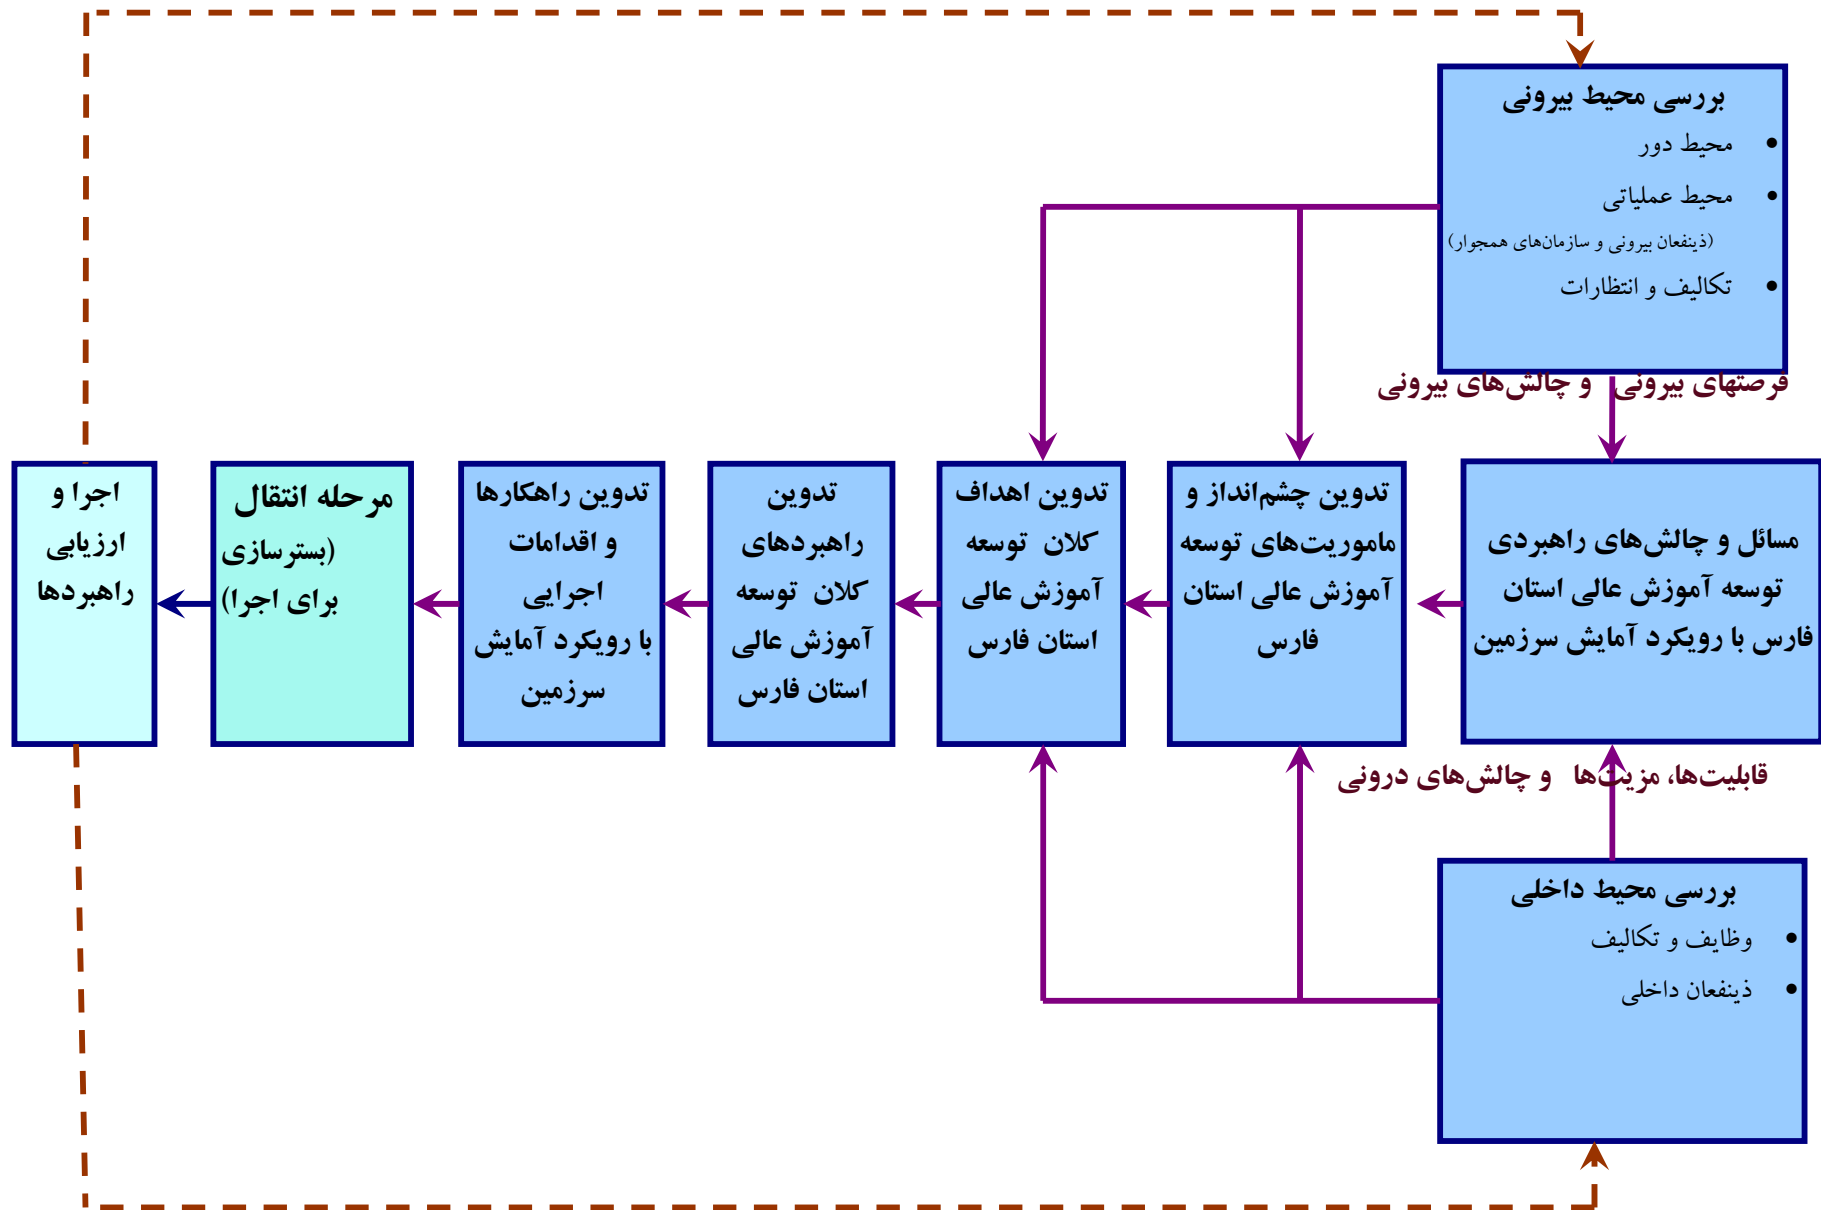 بررسی محیط بیرونی
• محیط دور
• محیط عملیاتی
(ذینفعان بیرونی و سازمان‌های همجوار)
• تکالیف و انتظارات
فرصتهای بیرونی و چالش‌های بیرونی
مسائل و چالش‌های راهبردی
توسعه آموزش عالی استان
فارس با رویکرد آمایش سرزمین
تدوین چشم‌انداز و
ماموریت‌های توسعه
آموزش عالی استان
فارس
تدوین اهداف
کلان توسعه
آموزش عالی
استان فارس
تدوین
راهبردهای
کلان توسعه
آموزش عالی
استان فارس
تدوین راهکارها
و اقدامات
اجرایی
با رویکرد آمایش
سرزمین
مرحله انتقال
(بسترسازی
برای اجرا)
اجرا و
ارزیابی
راهبردها
قابلیت‌ها، مزیت‌ها و چالش‌های درونی
بررسی محیط داخلی
• وظایف و تکالیف
• ذینفعان داخلی